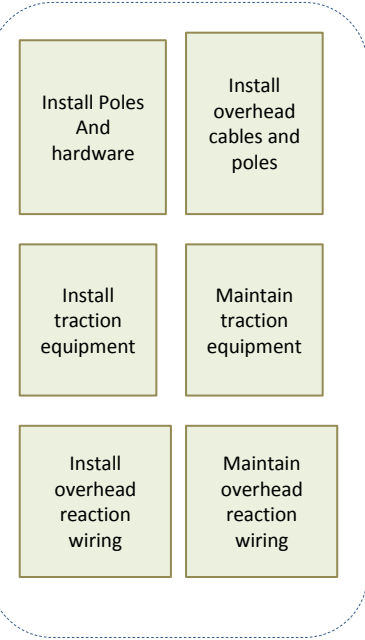 Install Poles
And
hardware
Install
overhead
cables and
poles
Install
traction
equipment
Maintain
traction
equipment
Install
overhead
reaction
wiring
Maintain
overhead
reaction
wiring